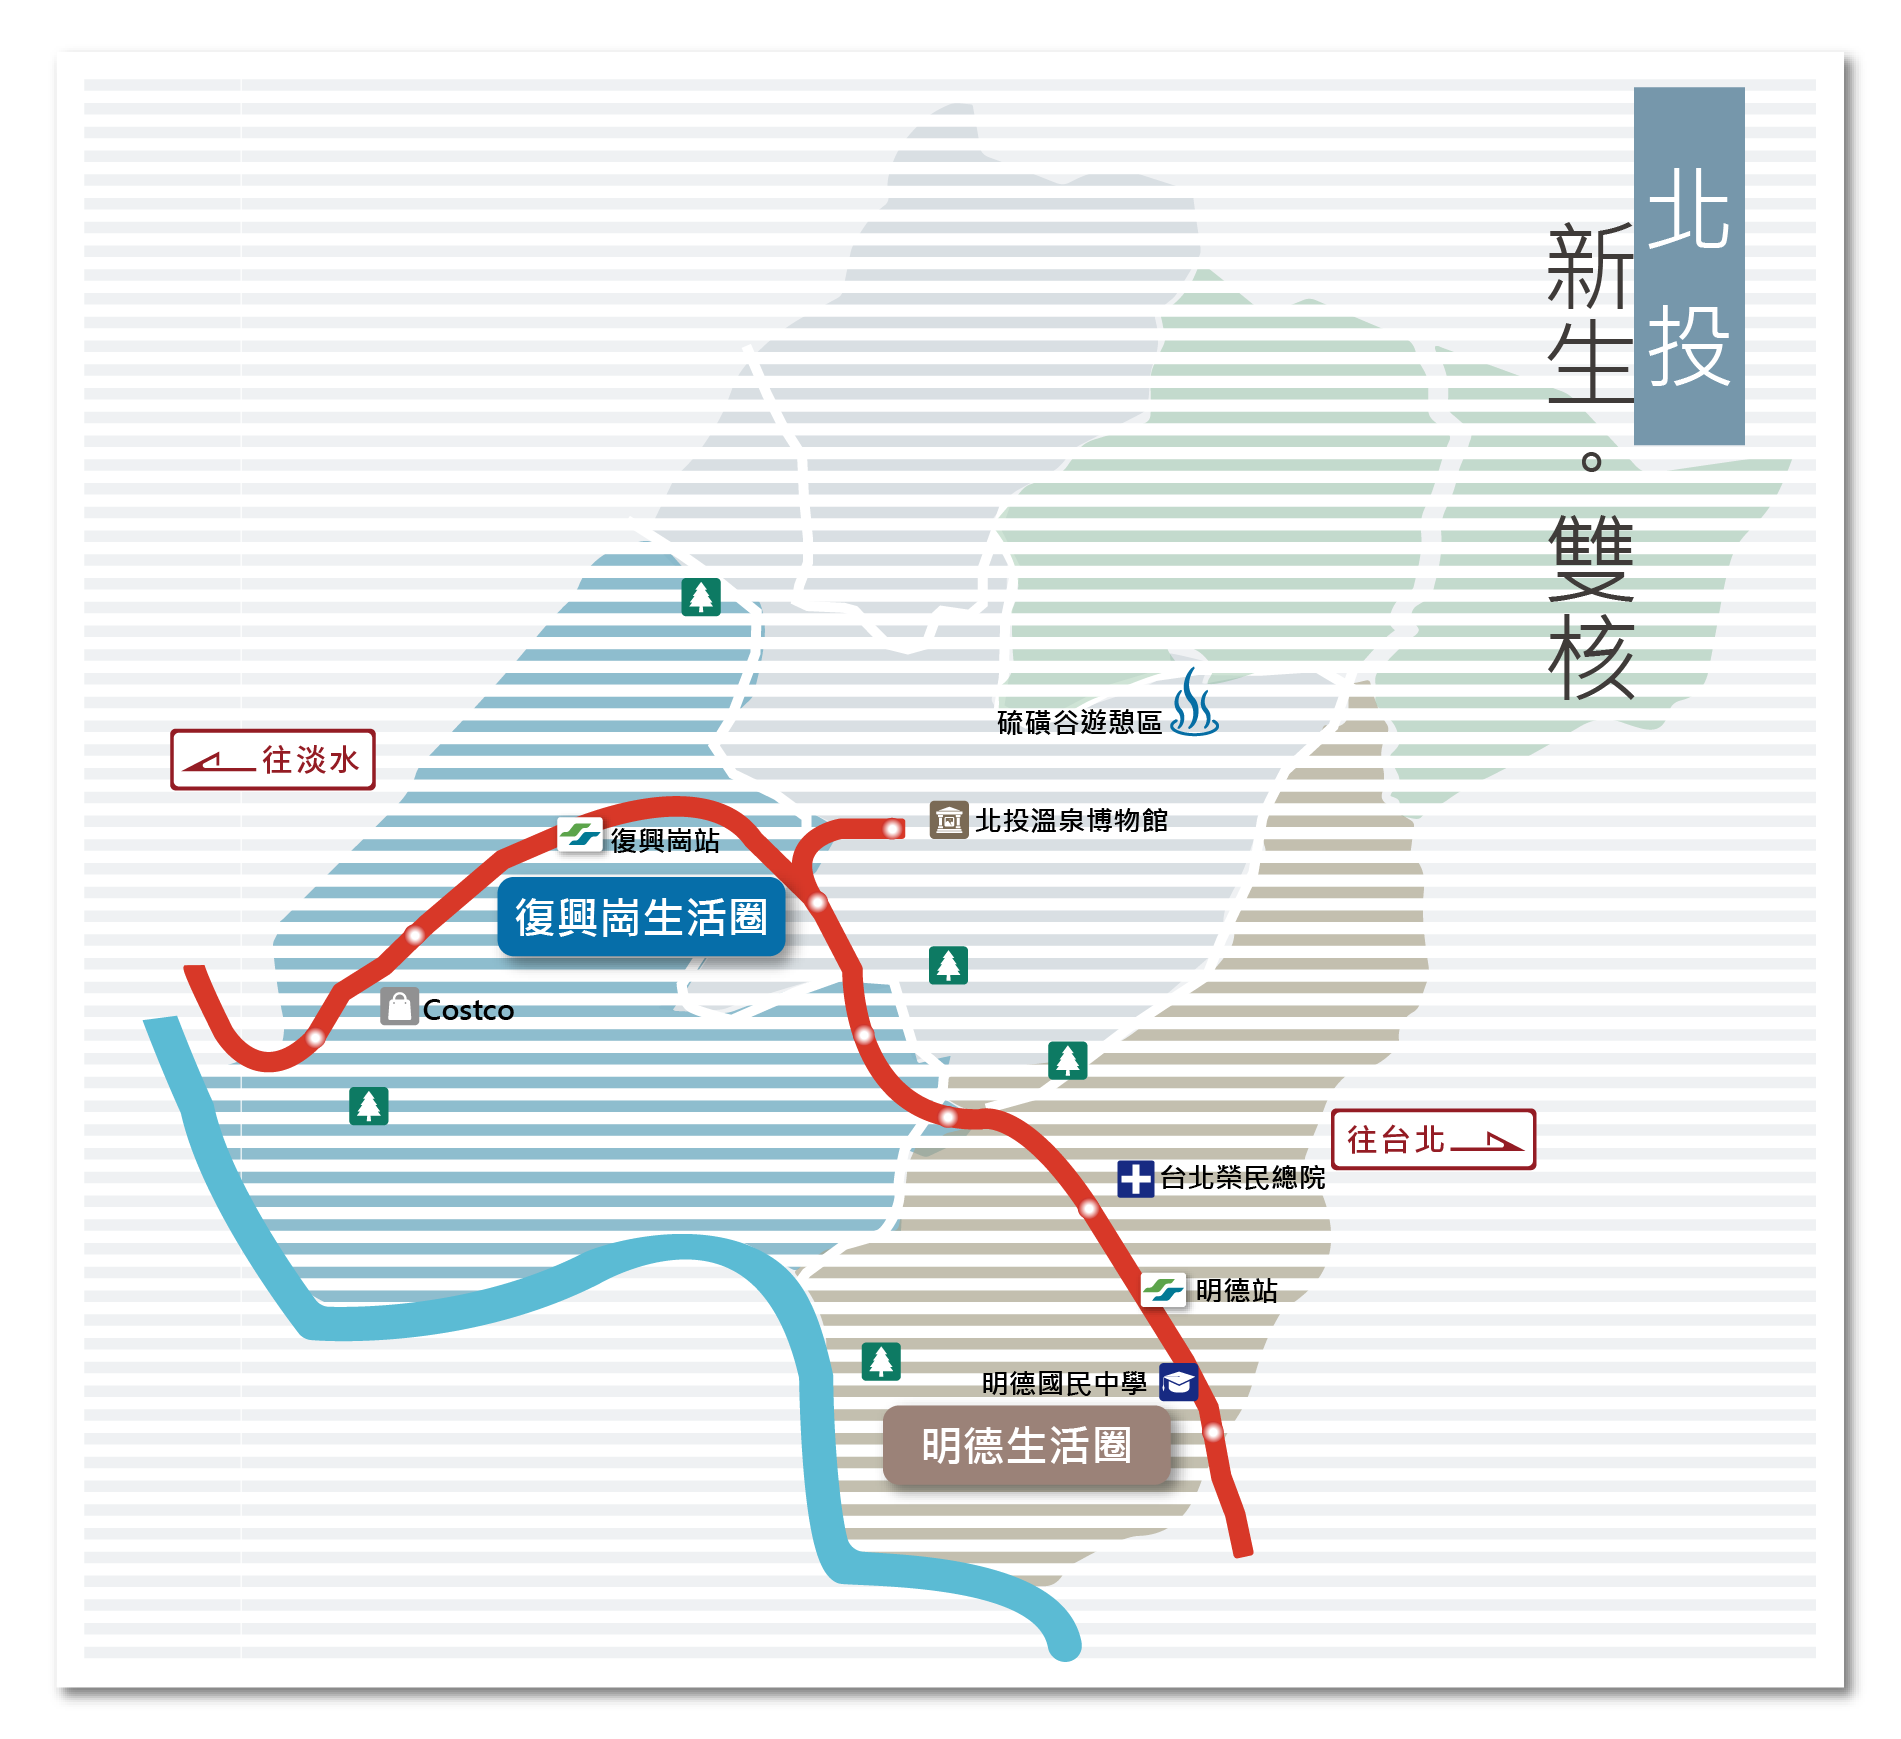 北投
新生。雙核
硫磺谷遊憩區
往淡水
北投溫泉博物館
復興崗站
復興崗生活圈
Costco
往台北
台北榮民總院
明德站
明德國民中學
明德生活圈